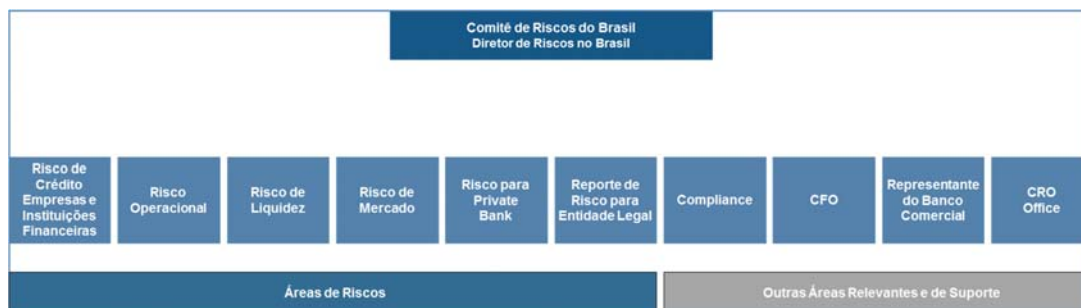 Comitê de Riscos do Brasil
Diretor de Riscos no Brasil
Risco de
Crédito
Empresas e
Instituições
Financeiras
Risco
Operacional
Risco de
Liquidez
Risco de
Mercado
Risco para
Private
Bank
Reporte de
Risco para
Entidade Legal
Compliance
CFO
Representante
do Banco
Comercial
CRO
Office
Áreas de Riscos
Outras Áreas Relevantes e de Suporte